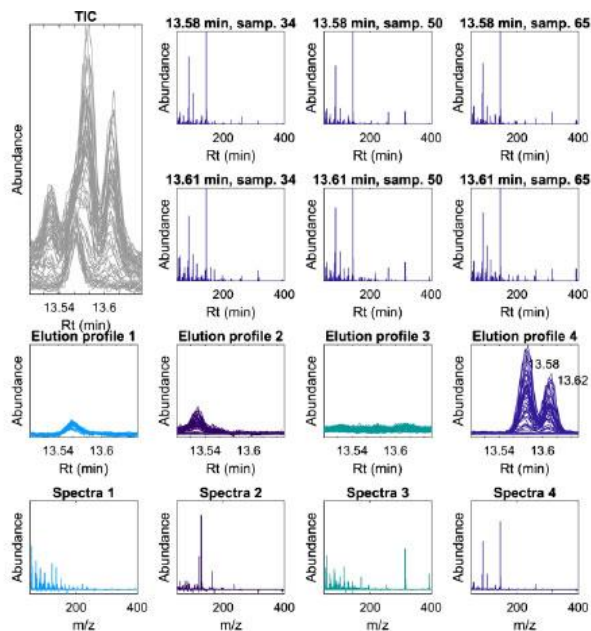 TIC
Abundance
13.54 13.6
Rt (min)
13.58 min, samp. 34
Abundance
200 400
Rt (min)
13.58 min, samp. 50
Abundance
200 400
Rt (min)
13.58 min, samp. 65
Abundance
200 400
Rt (min)
13.61 min, samp. 34
Abundance
200 400
Rt (min)
13.61 min, samp. 50
Abundance
200 400
Rt (min)
13.61 min, samp. 65
Abundance
200 400
Rt (min)
Elution profile 1
Abundance
13.54 13.6
Rt (min)
Elution profile 2
Abundance
13.54 13.6
Rt (min)
Elution profile 3
Abundance
13.54 13.6
Rt (min)
Elution profile 4
Abundance
13.58
13.62
13.54 13.6
Rt (min)
Spectra 1
Abundance
200 400
m/z
Spectra 2
Abundance
200 400
m/z
Spectra 3
Abundance
200 400
m/z
Spectra 4
Abundance
200 400
m/z